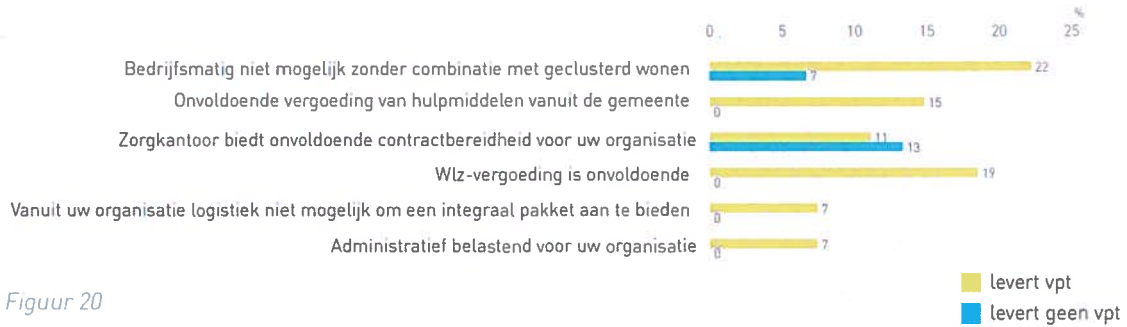 %
0 5 10 15 20 25
Bedrijfsmatig niet mogelijk zonder combinatie met geclusterd wonen 22
7
Onvoldoende vergoeding van hulpmiddelen vanuit de gemeente 15
0
Zorgkantoor biedt onvoldoende contractbereidheid voor uw organisatie 11
13
Wlz-vergoeding is onvoldoende 19
0
Vanuit uw organisatie logistiek niet mogelijk om een integraal pakket aan te bieden 7
0
Administratief belastend voor uw organisatie 7
0
levert vpt
levert geen vpt
Figuur 20